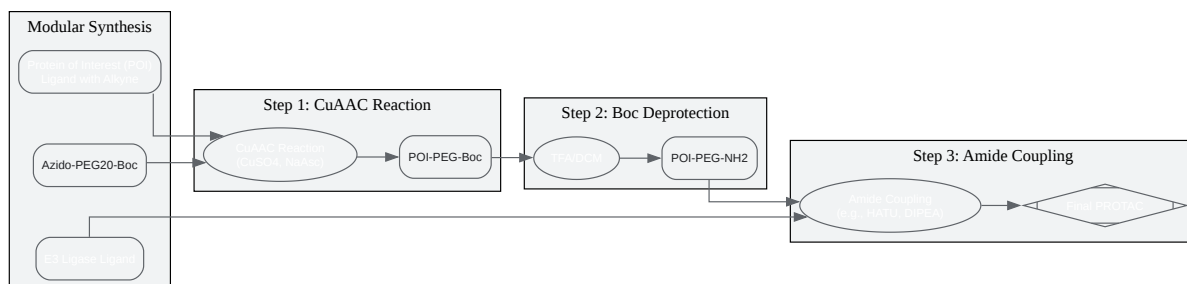 Modular Synthesis
Protein of Interest (POI)
Ligand with Alkyne
Azido-PEG20-Boc
E3 Ligase Ligand
Step 1: CuAAC Reaction
CuAAC Reaction
(CuSO4, NaAsc)
POI-PEG-Boc
Step 2: Boc Deprotection
TFA/DCM
POI-PEG-NH2
Step 3: Amide Coupling
Amide Coupling
(e.g., HATU, DIPEA)
Final PROTAC